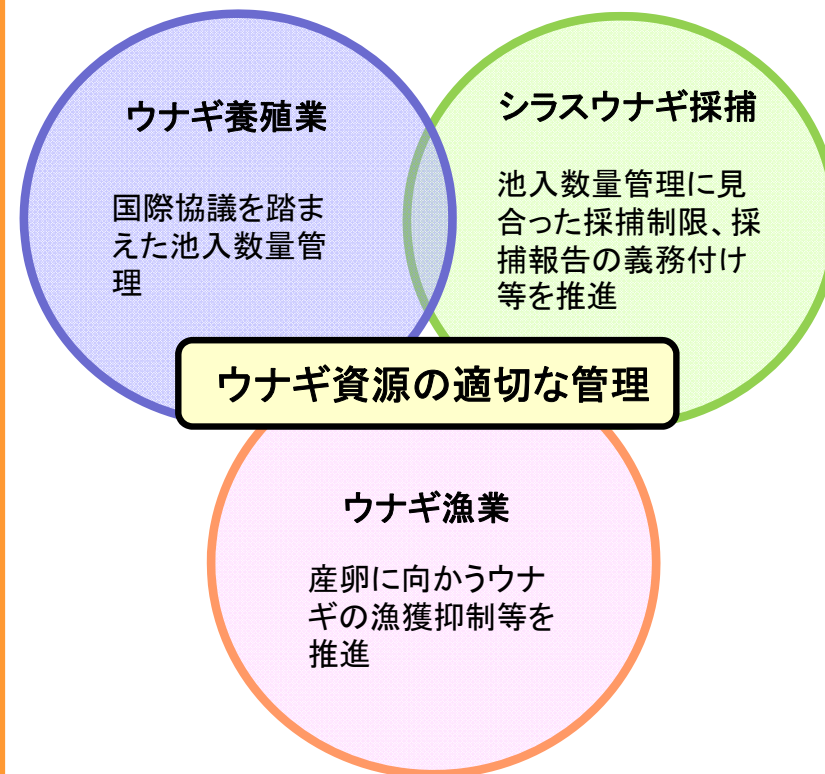 ウナギ養殖業
国際協議を踏ま
えた池入数量管
理
シラスウナギ採捕
池入数量管理に見
合った採捕制限、採
捕報告の義務付け
等を推進
ウナギ資源の適切な管理
ウナギ漁業
産卵に向かうウナ
ギの漁獲抑制等を
推進